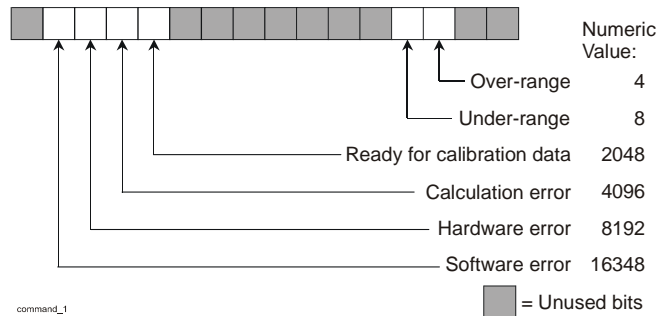 Numeric
Value:
Over-range 4
Under-range 8
Ready for calibration data 2048
Calculation error 4096
Hardware error 8192
Software error 16348
command_1
= Unused bits